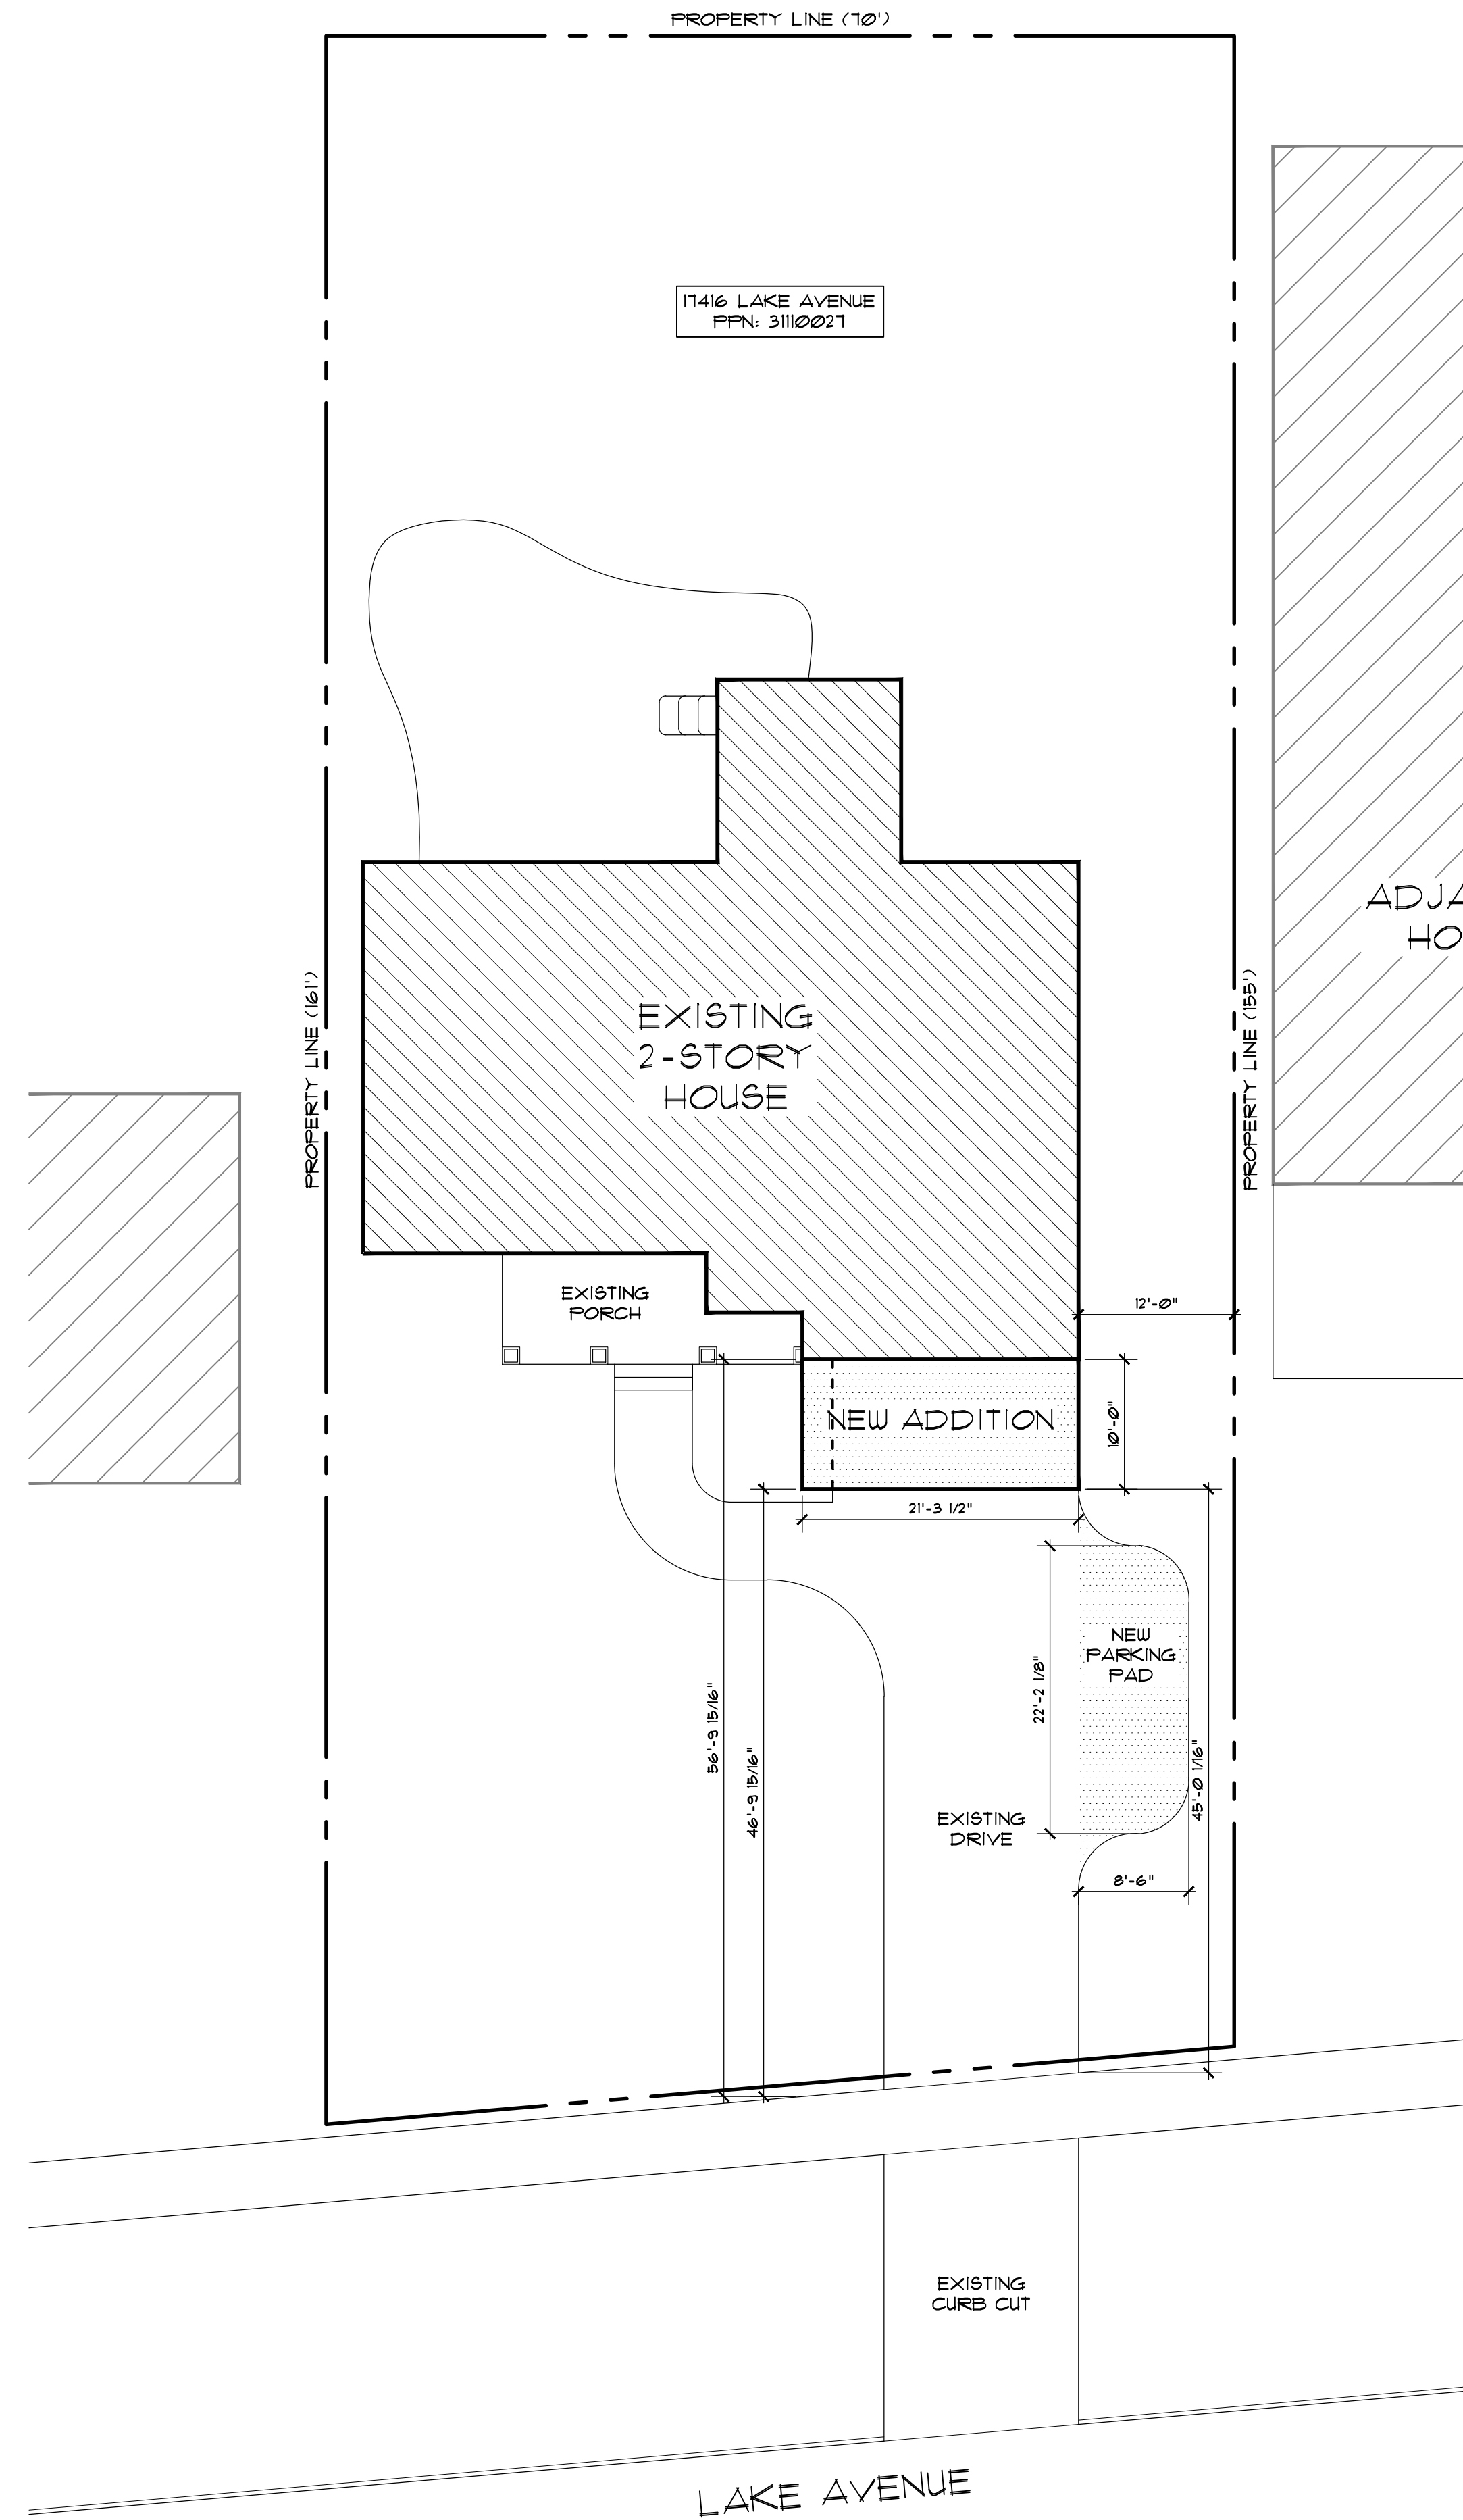 PROPERTY LINE (70')
17416 LAKE AVENUE
PPN: 31110027
ADJA
HO
EXISTING
2-STORY
HOUSE
PROPERTY LINE (161')
PROPERTY LINE (155')
EXISTING
PORCH
12'-0"
NEW ADDITION
10'-0"
21'-3 1/2"
NEW
PARKING
PAD
22'-2 1/8"
56'-9 15/16"
46'-9 15/16"
45'-0 1/16"
EXISTING
DRIVE
8'-6"
EXISTING
CURB CUT
LAKE AVENUE